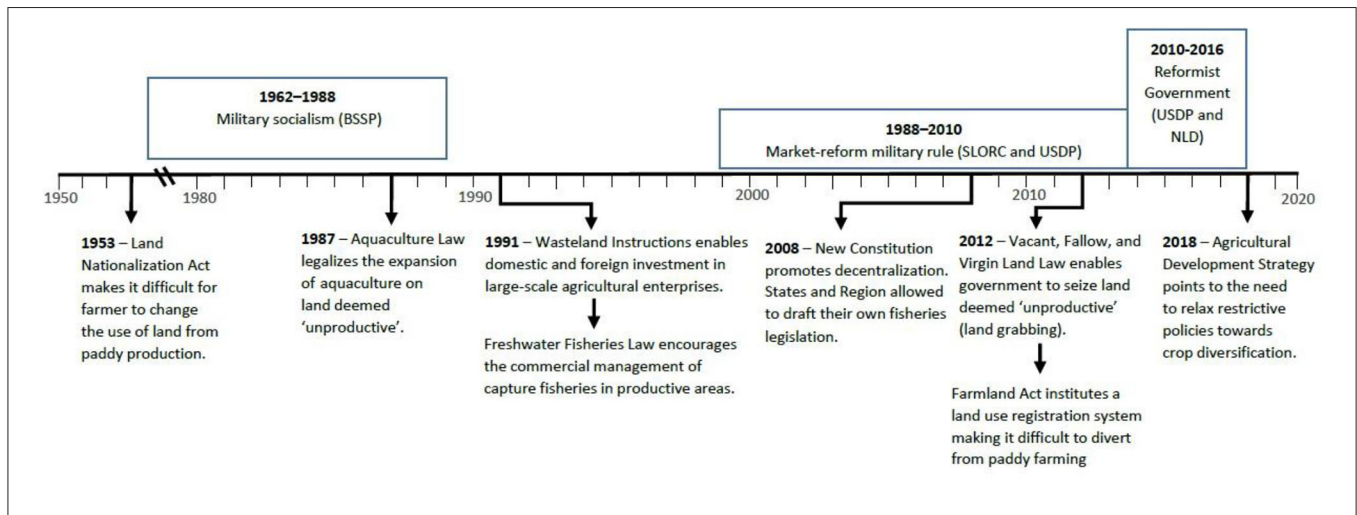 1962–1988
Military socialism (BSSP)
1988–2010
Market-reform military rule (SLORC and USDP)
2010-2016
Reformist
Government
(USDP and
NLD)
1950
1980
1990
2000
2010
2020
1953 – Land
Nationalization Act
makes it difficult for
farmer to change
the use of land from
paddy production.
1987 – Aquaculture Law
legalizes the expansion
of aquaculture on
land deemed
‘unproductive’.
1991 – Wasteland Instructions enables
domestic and foreign investment in
large-scale agricultural enterprises.
Freshwater Fisheries Law encourages
the commercial management of
capture fisheries in productive areas.
2008 – New Constitution
promotes decentralization.
States and Region allowed
to draft their own fisheries
legislation.
2012 – Vacant, Fallow, and
Virgin Land Law enables
government to seize land
deemed ‘unproductive’
(land grabbing).
Farmland Act institutes a
land use registration system
making it difficult to divert
from paddy farming
2018 – Agricultural
Development Strategy
points to the need
to relax restrictive
policies towards
crop diversification.